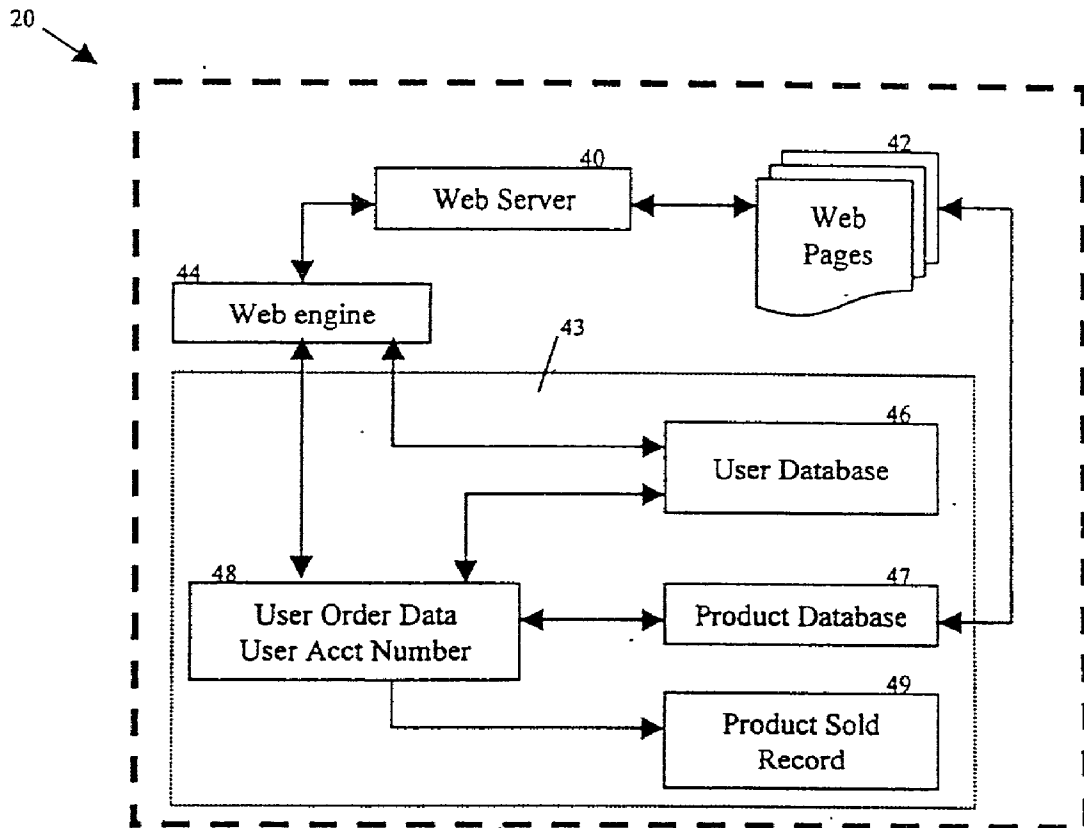 20
40
Web Server
42
Web
Pages
44
Web engine
43
46
User Database
48
User Order Data
User Acct Number
47
Product Database
49
Product Sold
Record